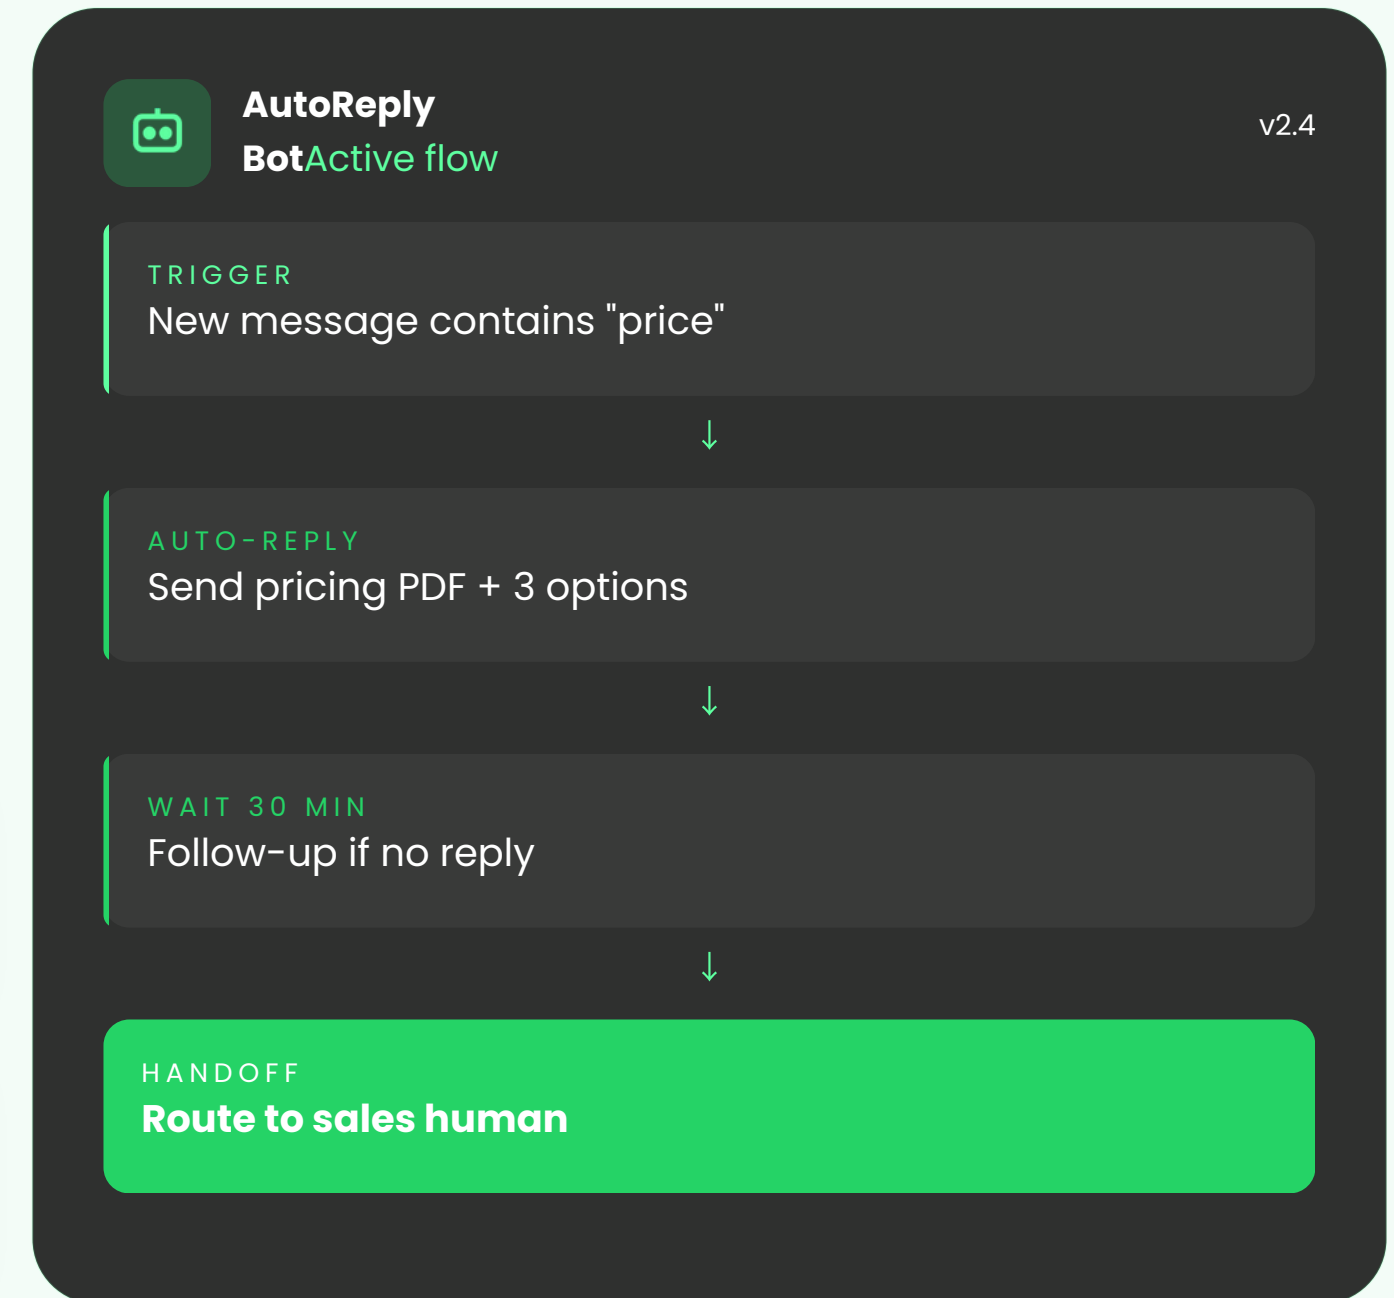 AutoReply
BotActive flow
v2.4
TRIGGER
New message contains "price"
↓
AUTO-REPLY
Send pricing PDF + 3 options
↓
WAIT 30 MIN
Follow-up if no reply
↓
HANDOFF
Route to sales human